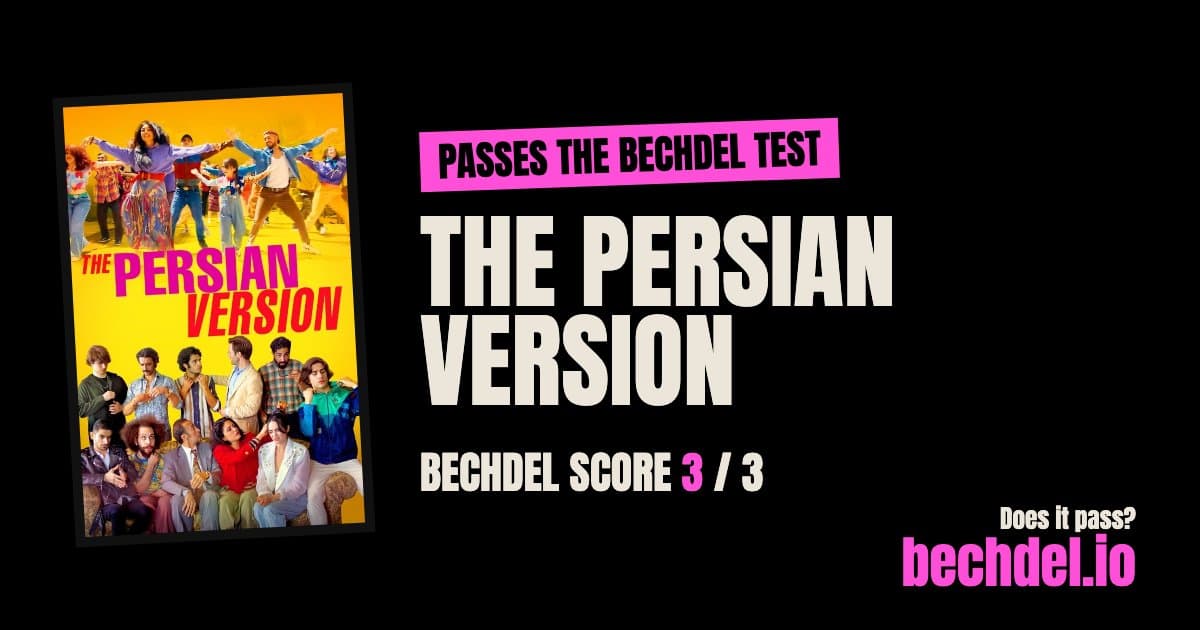 THE PERSIAN
VERSION
PASSES THE BECHDEL TEST
THE PERSIAN
VERSION
BECHDEL SCORE 3 / 3
Does it pass?
bechdel.io